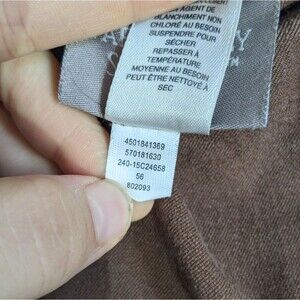 AGENT DE
BLANCHIMENT NON
CHLORÉ AU BESOIN
SUSPENDRE POUR
SÉCHER
REPASSER À
TEMPÉRATURE
MOYENNE AU BESOIN
PEUT ÊTRE NETTOYÉ À
SEC
4501841369
570181630
240-15C24658
56
802093